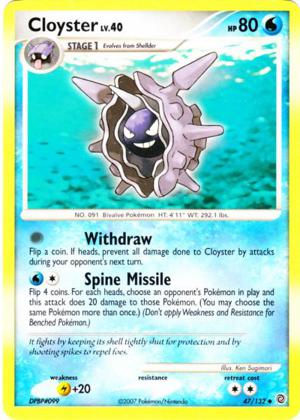 Cloyster LV.40
HP 80
STAGE 1 Evolves from Shellder
NO. 091 Bivalve Pokémon HT: 4'11" WT: 292.1 lbs.
Withdraw
Flip a coin. If heads, prevent all damage done to Cloyster by attacks
during your opponent's next turn.
Spine Missile
Flip 4 coins. For each heads, choose an opponent's Pokémon in play and
this attack does 20 damage to those Pokémon. (You may choose the
same Pokémon more than once.) (Don't apply Weakness and Resistance
for Benched Pokémon.)
Illus. Ken Sugimori
It fights by keeping its shell tightly shut for protection and by
shooting spikes to repel foes.
DPBP#099
weakness
resistance
retreat cost
+20
©2007 Pokémon/Nintendo
47/132